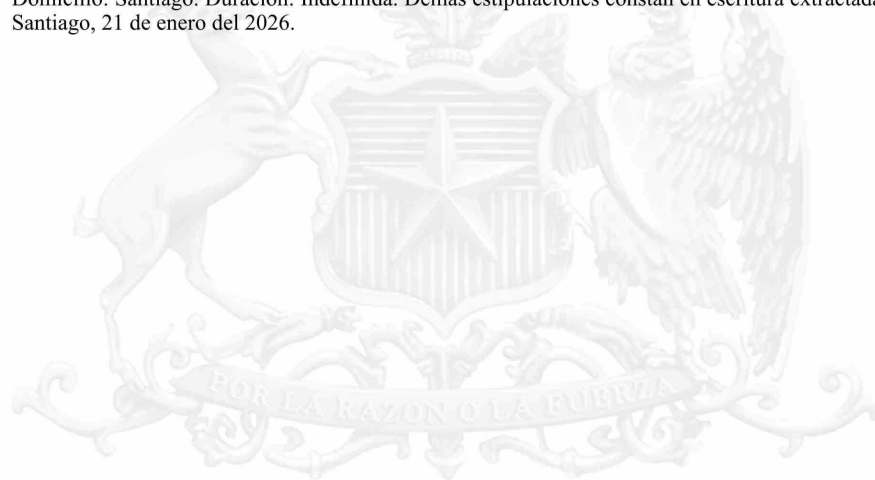 Domicilio: Santiago. Duración: Indefinida. Demás estipulaciones constan en escritura extractada
Santiago, 21 de enero del 2026.
POR LA RAZON O LA FUERZA